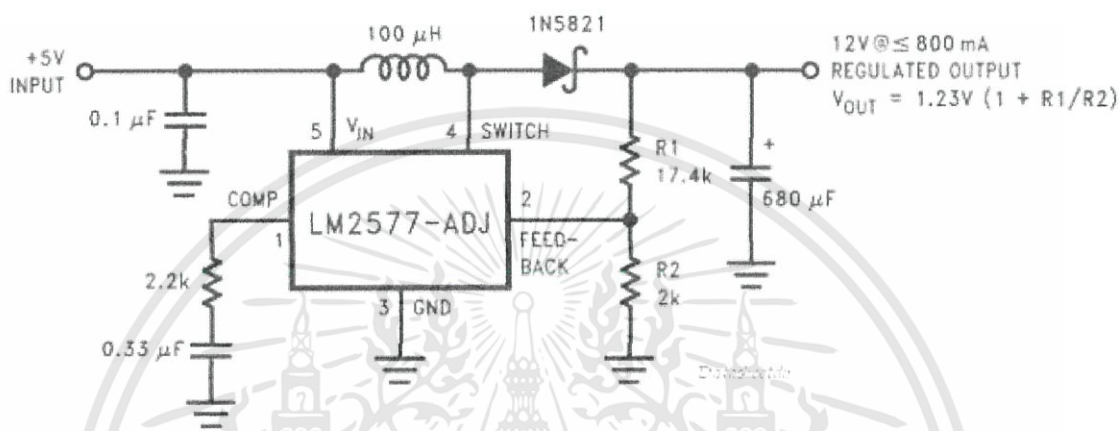 +5V
INPUT
0.1 μF
100 μH
1N5821
12V@≤ 800 mA
REGULATED OUTPUT
VOUT = 1.23V (1 + R1/R2)
5
VIN
4
SWITCH
COMP
1
LM2577-ADJ
2
FEED-
BACK
3
GND
R1
17.4k
R2
2k
+
680 μF
2.2k
0.33 μF